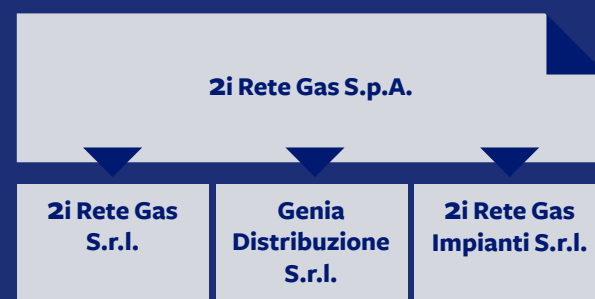 2i Rete Gas S.p.A.
2i Rete Gas
S.r.l.
Genia
Distribuzione
S.r.l.
2i Rete Gas
Impianti S.r.l.